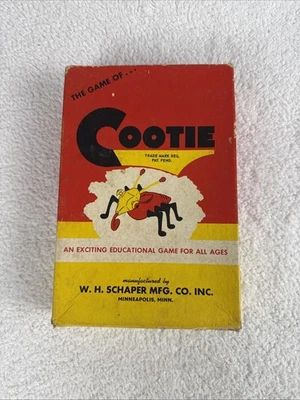 THE GAME OF...
COOTIE
TRADE MARK REG.
PAT. PEND.
AN EXCITING EDUCATIONAL GAME FOR ALL AGES
manufactured by
W. H. SCHAPER MFG. CO. INC.
MINNEAPOLIS, MINN.